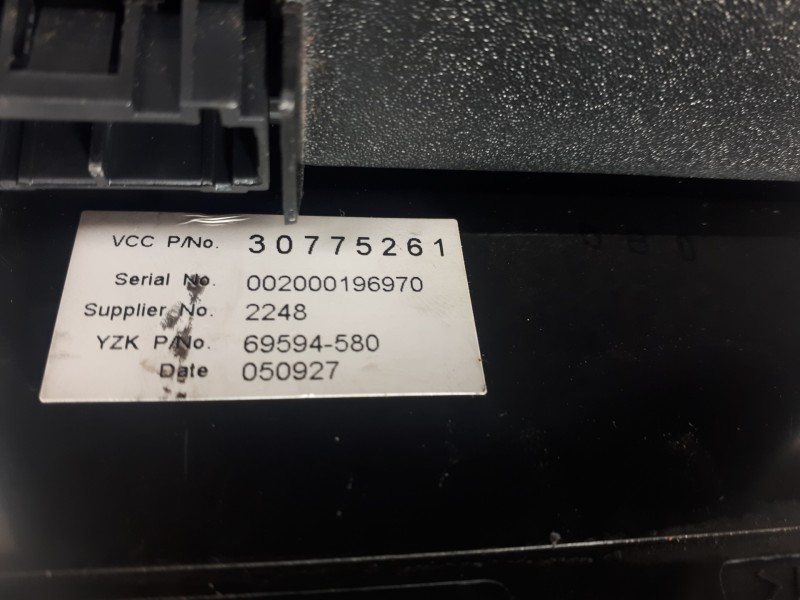 VCC P/No. 30775261
Serial No. 002000196970
Supplier No. 2248
YZK P/No. 69594-580
Date 050927